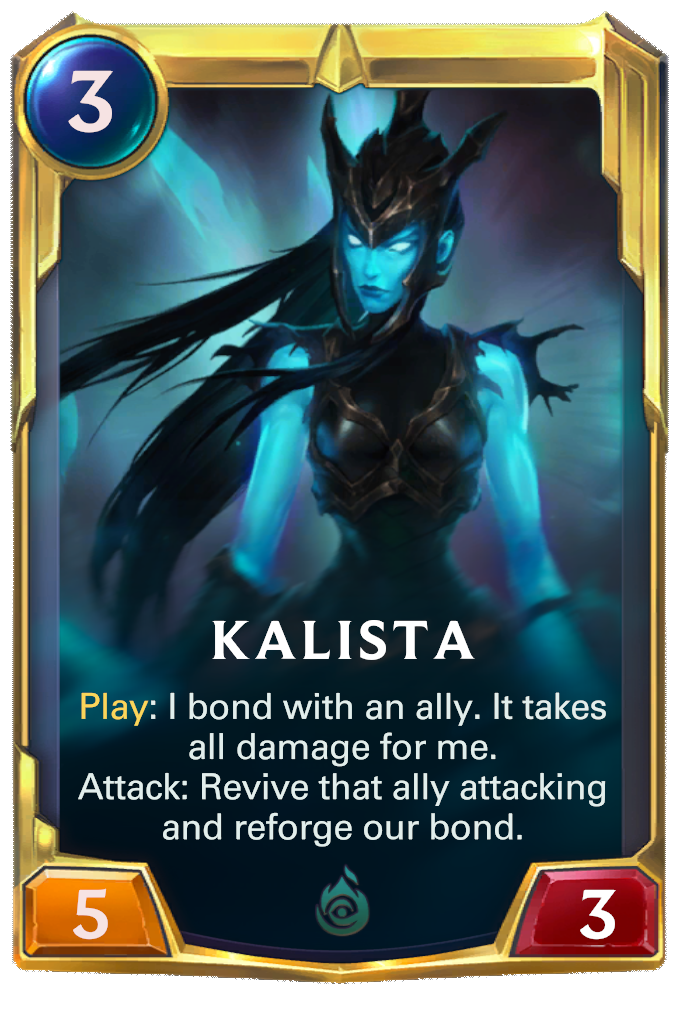 3
KALISTA
Play: I bond with an ally. It takes
all damage for me.
Attack: Revive that ally attacking
and reforge our bond.
5
3